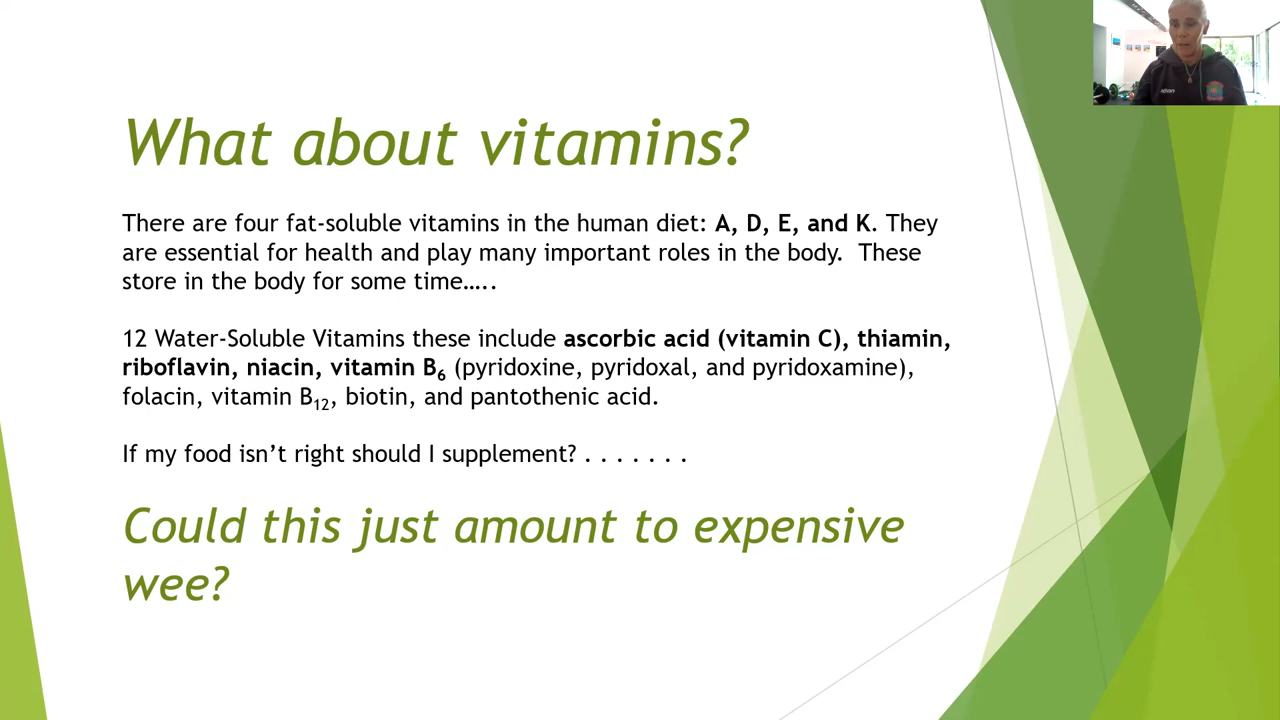 What about vitamins?
There are four fat-soluble vitamins in the human diet: A, D, E, and K. They
are essential for health and play many important roles in the body.  These
store in the body for some time…..
12 Water-Soluble Vitamins these include ascorbic acid (vitamin C), thiamin,
riboflavin, niacin, vitamin B₆ (pyridoxine, pyridoxal, and pyridoxamine),
folacin, vitamin B₁₂, biotin, and pantothenic acid.
If my food isn’t right should I supplement? . . . . . . .
Could this just amount to expensive
wee?